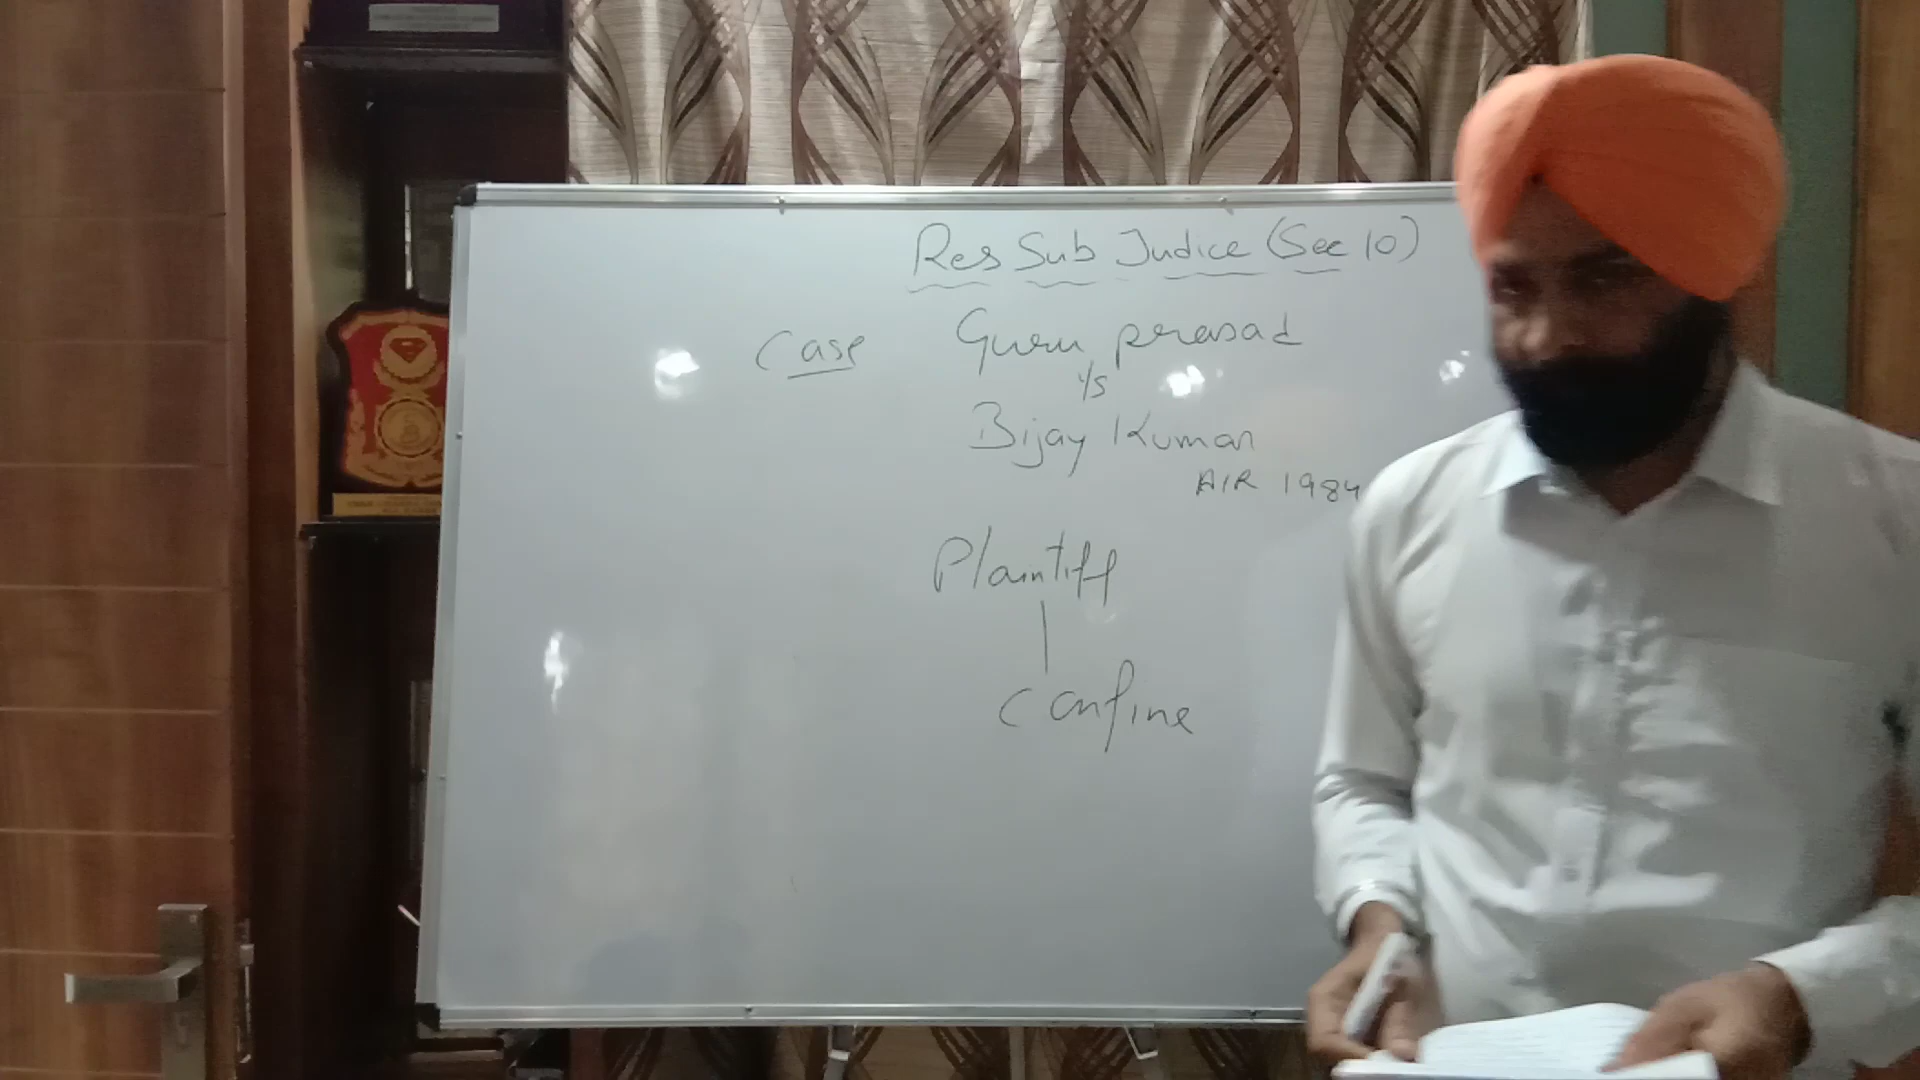 Res Sub Judice (Sec 10)
Case Guru prasad
v/s
Bijay Kumar
AIR 1984
Plaintiff
Confine